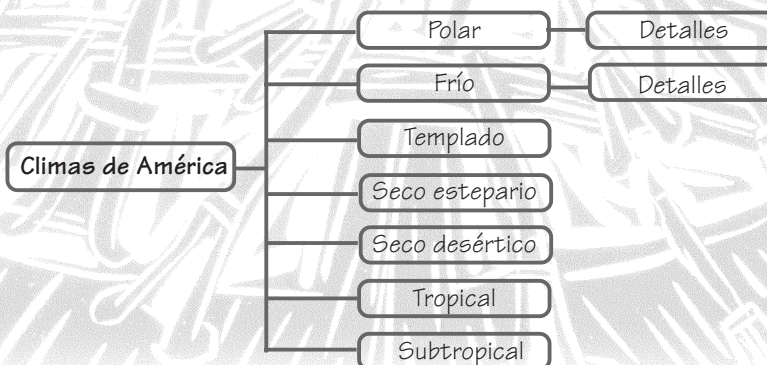 Polar Detalles
Frío Detalles
Templado
Climas de América
Seco estepario
Seco desértico
Tropical
Subtropical